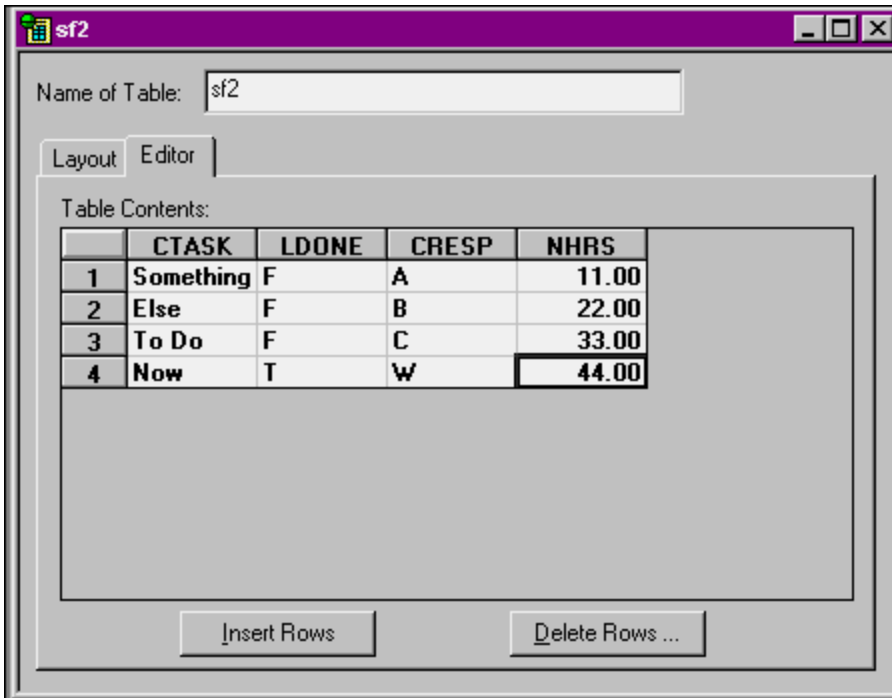 sf2
Name of Table: sf2
Layout Editor
Table Contents:
CTASK LDONE CRESP NHRS
1 Something F A 11.00
2 Else F B 22.00
3 To Do F C 33.00
4 Now T W 44.00
Insert Rows Delete Rows ...